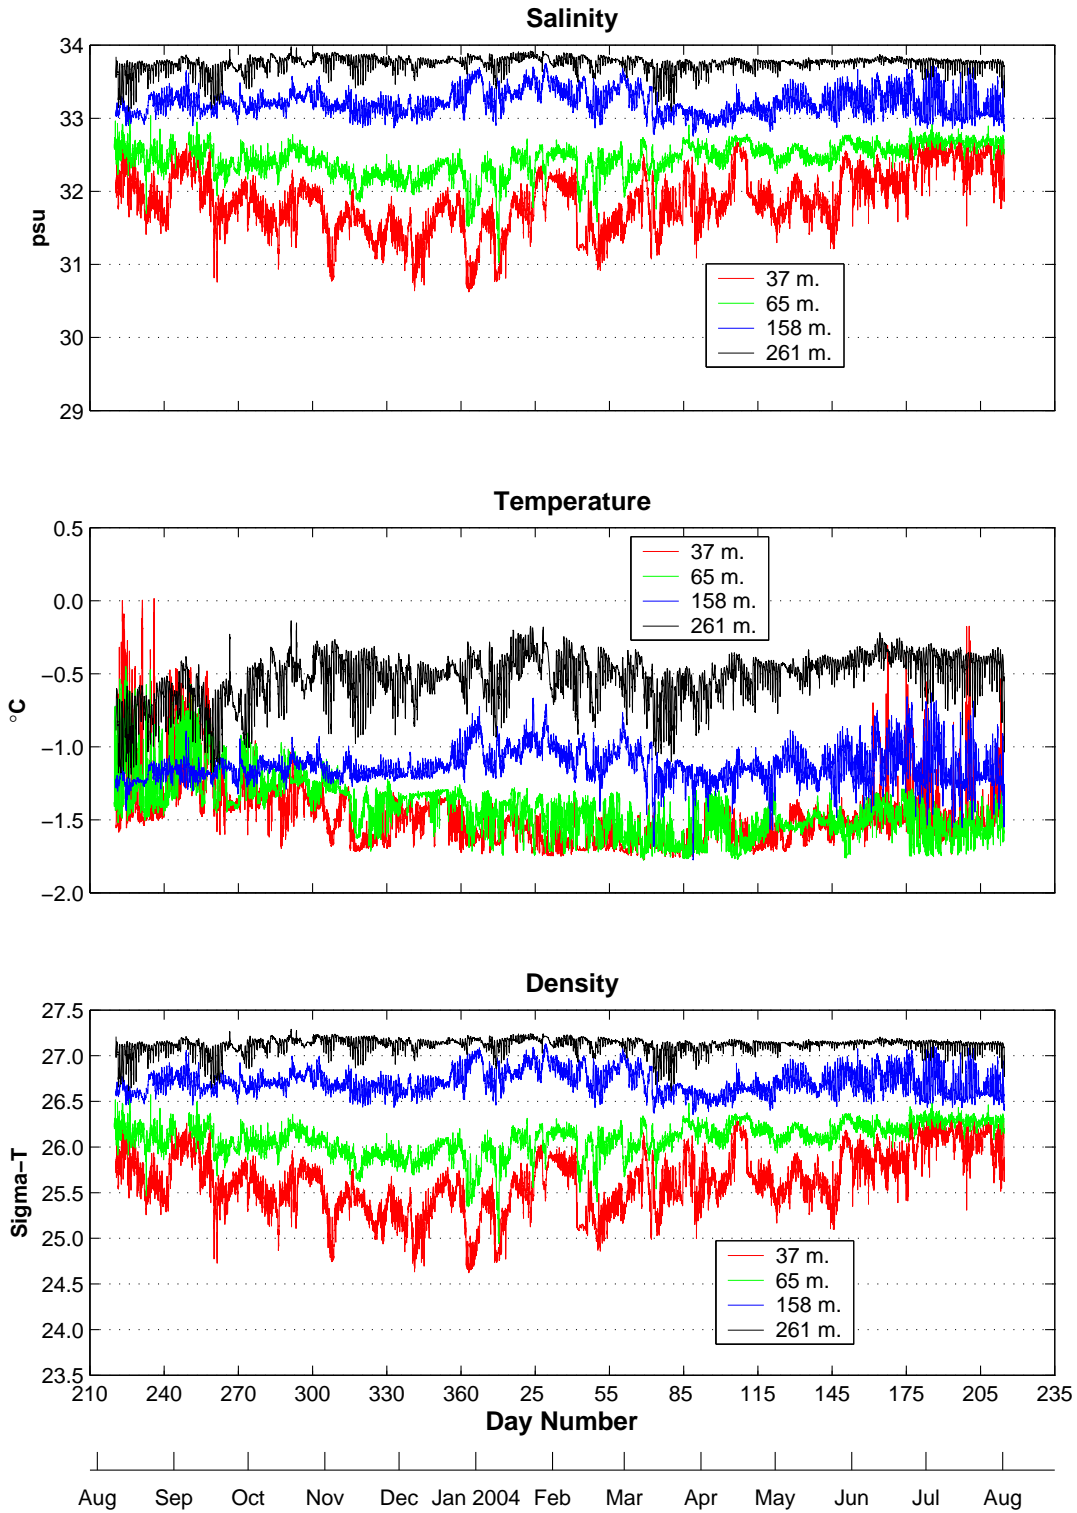 Salinity
34
33
32
31
30
29
psu
37 m.
65 m.
158 m.
261 m.
Temperature
0.5
0.0
−0.5
−1.0
−1.5
−2.0
°C
37 m.
65 m.
158 m.
261 m.
Density
27.5
27.0
26.5
26.0
25.5
25.0
24.5
24.0
23.5
Sigma−T
37 m.
65 m.
158 m.
261 m.
210 240 270 300 330 360 25 55 85 115 145 175 205 235
Day Number
Aug Sep Oct Nov Dec Jan 2004 Feb Mar Apr May Jun Jul Aug